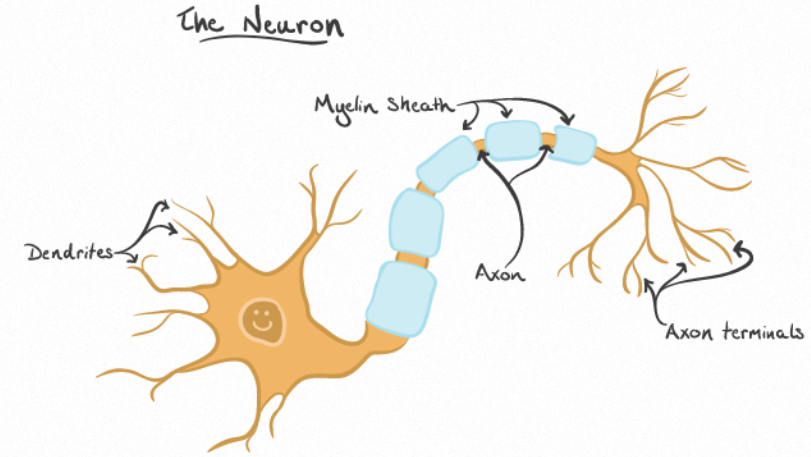 The Neuron
Myelin Sheath
Dendrites
Axon
Axon terminals